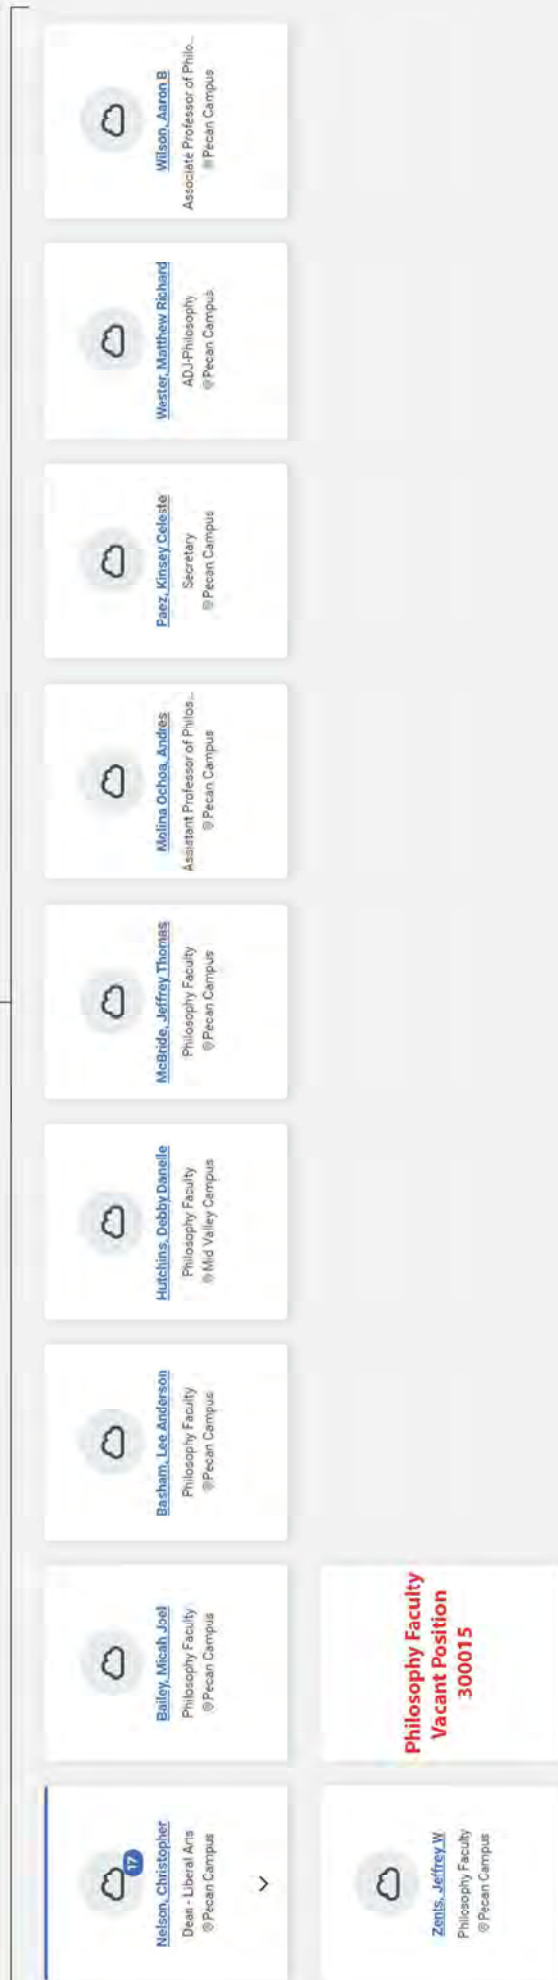 17
Nelson, Christopher
Dean - Liberal Arts
Pecan Campus
Bailey, Micah Joel
Philosophy Faculty
Pecan Campus
Basham, Lee Anderson
Philosophy Faculty
Pecan Campus
Hutchins, Debby Danelle
Philosophy Faculty
Mid Valley Campus
McBride, Jeffrey Thomas
Philosophy Faculty
Pecan Campus
Molina Ochoa, Andres
Assistant Professor of Philos...
Pecan Campus
Paez, Kinsey Celeste
Secretary
Pecan Campus
Wester, Matthew Richard
ADJ-Philosophy
Pecan Campus
Wilson, Aaron B
Associate Professor of Philo...
Pecan Campus
Zents, Jeffrey W
Philosophy Faculty
Pecan Campus
Philosophy Faculty
Vacant Position
300015